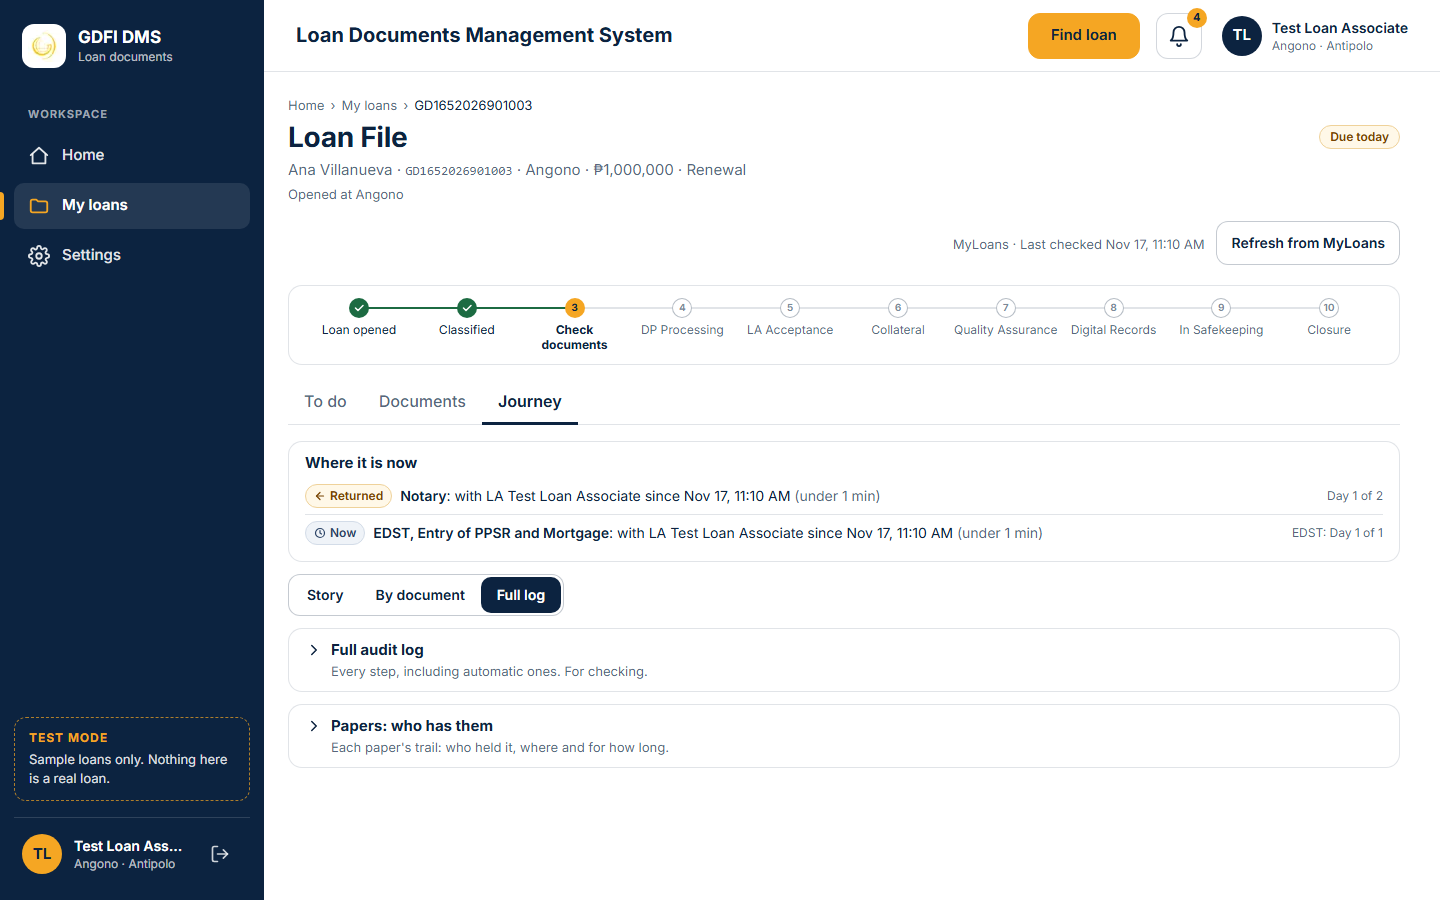 GDFI DMS
Loan documents
WORKSPACE
Home
My loans
Settings
TEST MODE
Sample loans only. Nothing here
is a real loan.
TL
Test Loan Ass...
Angono · Antipolo
Loan Documents Management System
Find loan
4
TL
Test Loan Associate
Angono · Antipolo
Home › My loans › GD1652026901003
Loan File
Due today
Ana Villanueva · GD1652026901003 · Angono · ₱1,000,000 · Renewal
Opened at Angono
MyLoans · Last checked Nov 17, 11:10 AM
Refresh from MyLoans
3 4 5 6 7 8 9 10
Loan opened Classified Check DP Processing LA Acceptance Collateral Quality Assurance Digital Records In Safekeeping Closure
documents
To do Documents Journey
Where it is now
← Returned Notary: with LA Test Loan Associate since Nov 17, 11:10 AM (under 1 min) Day 1 of 2
Now EDST, Entry of PPSR and Mortgage: with LA Test Loan Associate since Nov 17, 11:10 AM (under 1 min) EDST: Day 1 of 1
Story By document Full log
Full audit log
Every step, including automatic ones. For checking.
Papers: who has them
Each paper's trail: who held it, where and for how long.